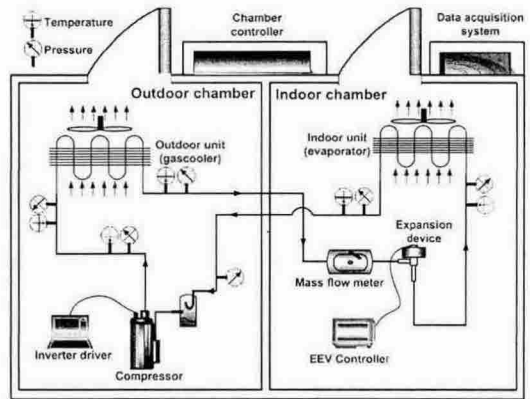 Temperature
Pressure
Chamber
controller
Data acquisition
system
Outdoor chamber
Indoor chamber
Outdoor unit
(gascooler)
Indoor unit
(evaporator)
Expansion
device
Mass flow meter
Inverter driver
Compressor
EEV Controller